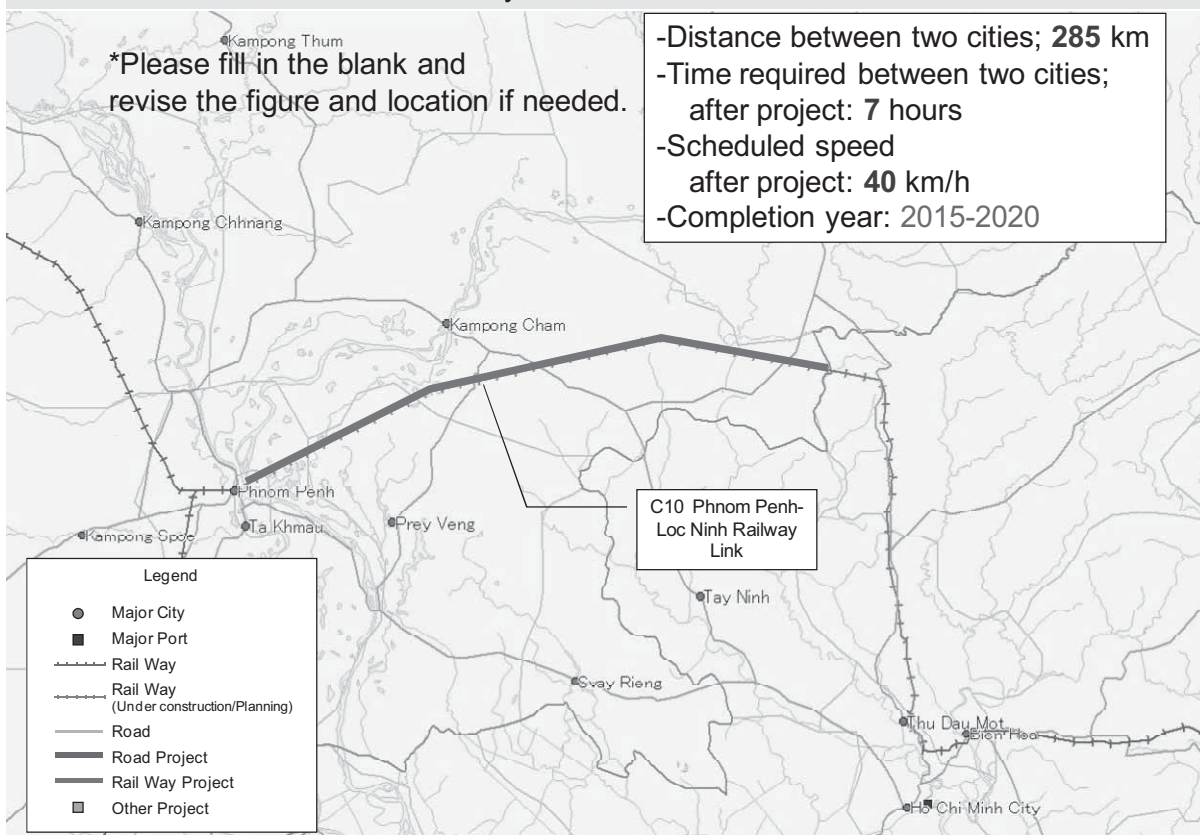 Kampong Thum
*Please fill in the blank and
revise the figure and location if needed.
-Distance between two cities; 285 km
-Time required between two cities;
after project: 7 hours
-Scheduled speed
after project: 40 km/h
-Completion year: 2015-2020
Kampong Chhnang
Kampong Cham
Phnom Penh
Ta Khmau
Prey Veng
Kampong Spoe
C10 Phnom Penh-
Loc Ninh Railway
Link
Tay Ninh
Svay Rieng
Thu Dau Mot
Bien Hoa
Ho Chi Minh City
Legend
Major City
Major Port
Rail Way
Rail Way
(Under construction/Planning)
Road
Road Project
Rail Way Project
Other Project